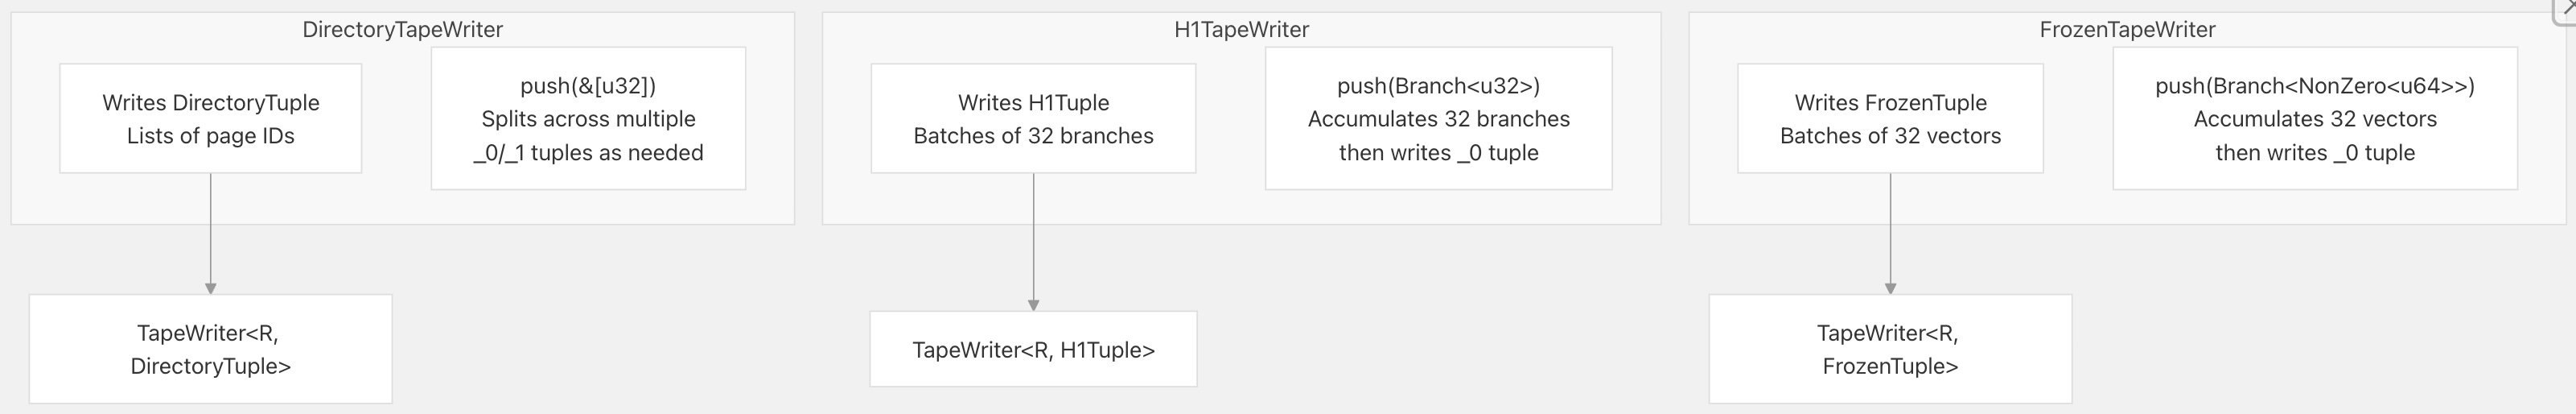 DirectoryTapeWriter
Writes DirectoryTuple
Lists of page IDs
push(&[u32])
Splits across multiple
_0/_1 tuples as needed
TapeWriter<R,
DirectoryTuple>
H1TapeWriter
Writes H1Tuple
Batches of 32 branches
push(Branch<u32>)
Accumulates 32 branches
then writes _0 tuple
TapeWriter<R, H1Tuple>
FrozenTapeWriter
Writes FrozenTuple
Batches of 32 vectors
push(Branch<NonZero<u64>>)
Accumulates 32 vectors
then writes _0 tuple
TapeWriter<R,
FrozenTuple>